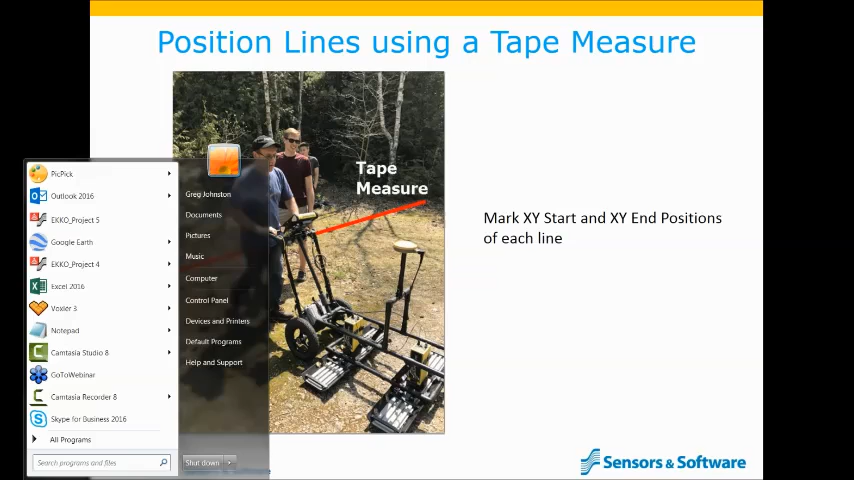 Position Lines using a Tape Measure
Tape
Measure
Mark XY Start and XY End Positions
of each line
PicPick
Outlook 2016
EKKO_Project 5
Google Earth
EKKO_Project 4
Excel 2016
Voxler 3
Notepad
Camtasia Studio 8
GoToWebinar
Camtasia Recorder 8
Skype for Business 2016
All Programs
Search programs and files
Greg Johnston
Documents
Pictures
Music
Computer
Control Panel
Devices and Printers
Default Programs
Help and Support
Shut down
Sensors & Software